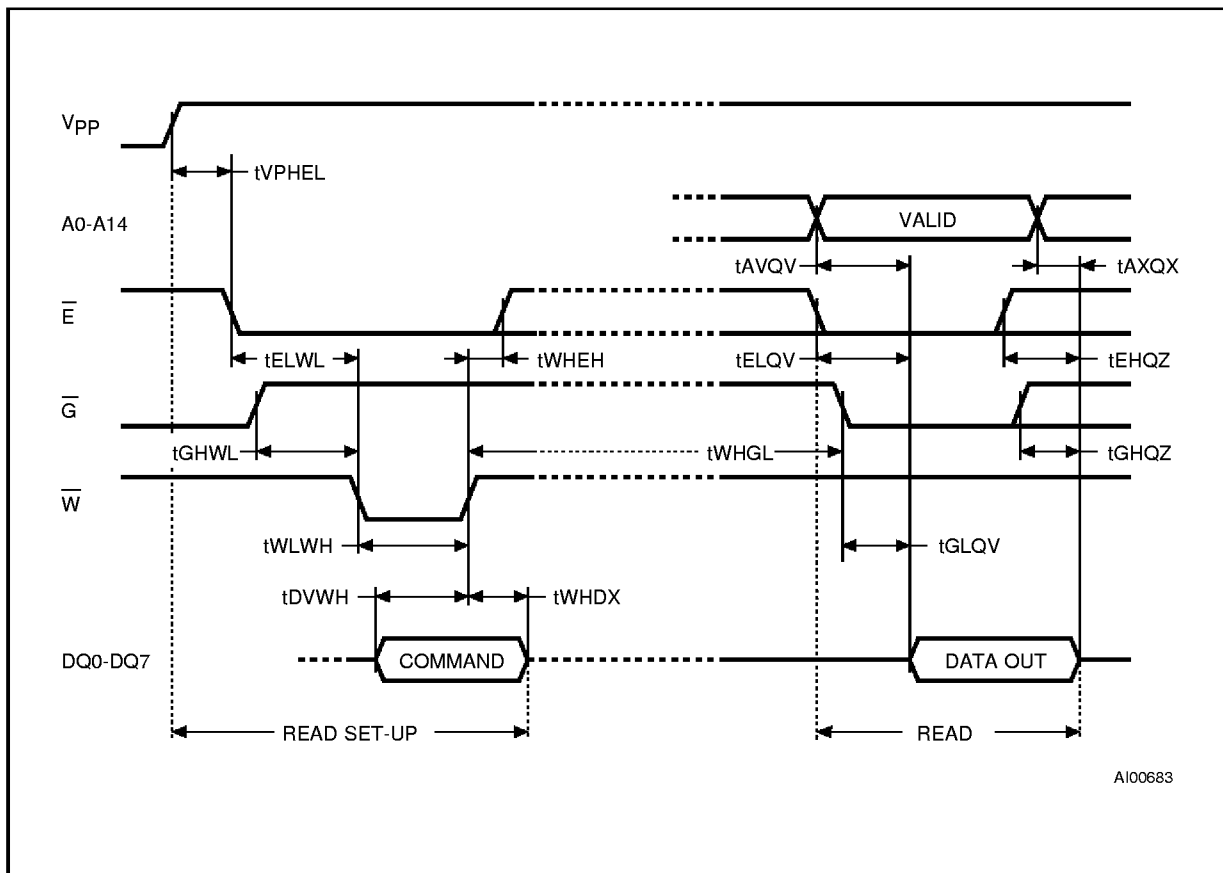 VPP
tVPHEL
A0-A14
VALID
tAVQV
tAXQX
E
tELWL
tWHEH
tELQV
tEHQZ
G
tGHWL
tWHGL
tGHQZ
W
tWLWH
tGLQV
tDVWH
tWHDX
DQ0-DQ7
COMMAND
DATA OUT
READ SET-UP
READ
AI00683